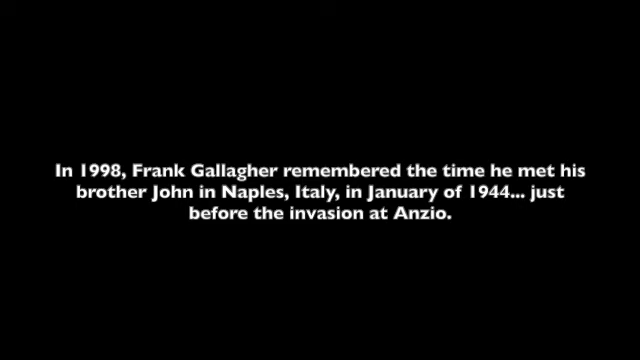 In 1998, Frank Gallagher remembered the time he met his
brother John in Naples, Italy, in January of 1944... just
before the invasion at Anzio.